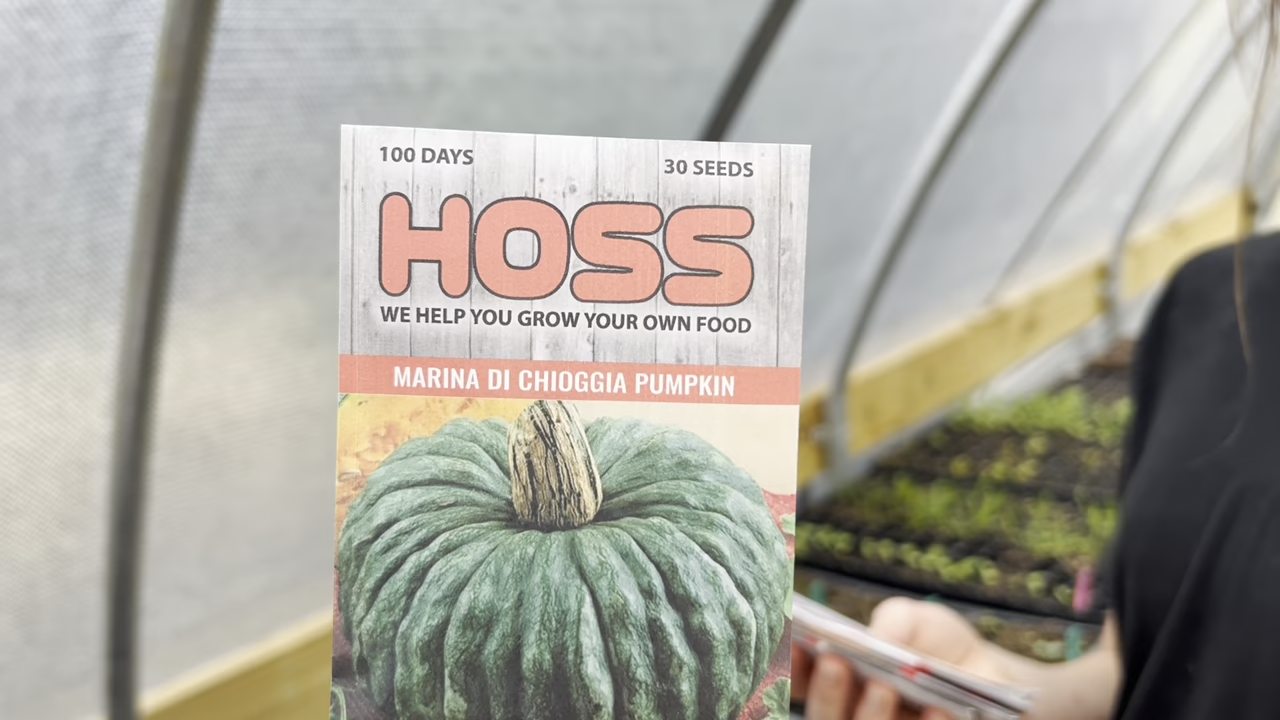 100 DAYS
30 SEEDS
HOSS
WE HELP YOU GROW YOUR OWN FOOD
MARINA DI CHIOGGIA PUMPKIN